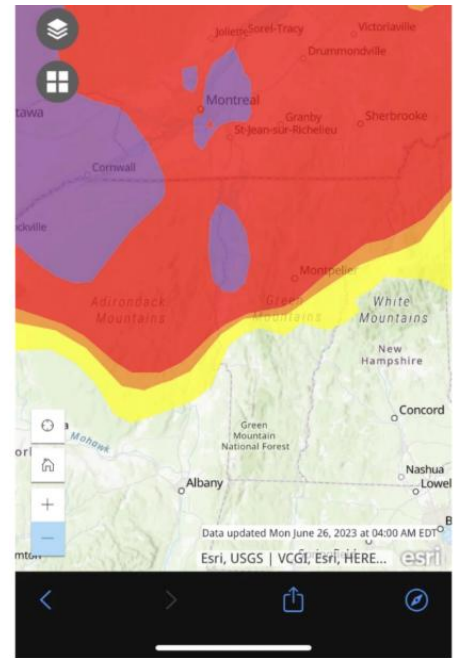 Joliette
Sorel-Tracy
Victoriaville
Drummondville
tawa
Montreal
Granby
Sherbrooke
St-Jean-sur-Richelieu
Cornwall
ckville
Montpelier
Adirondack
Mountains
Green
Mountains
White
Mountains
New
Hampshire
Concord
Green
Mountain
National Forest
Mohawk
Nashua
Lowel
Albany
Data updated Mon June 26, 2023 at 04:00 AM EDT
Esri, USGS | VCGI, Esri, HERE...
esri